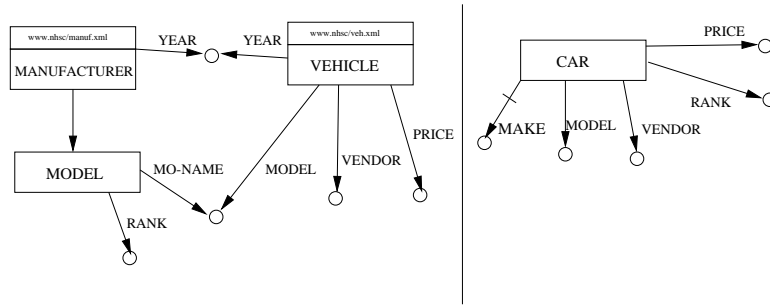 www.nhsc/manuf.xml
MANUFACTURER
YEAR
YEAR
www.nhsc/veh.xml
VEHICLE
MODEL
MO-NAME
RANK
MODEL
VENDOR
PRICE
CAR
PRICE
RANK
MAKE
MODEL
VENDOR